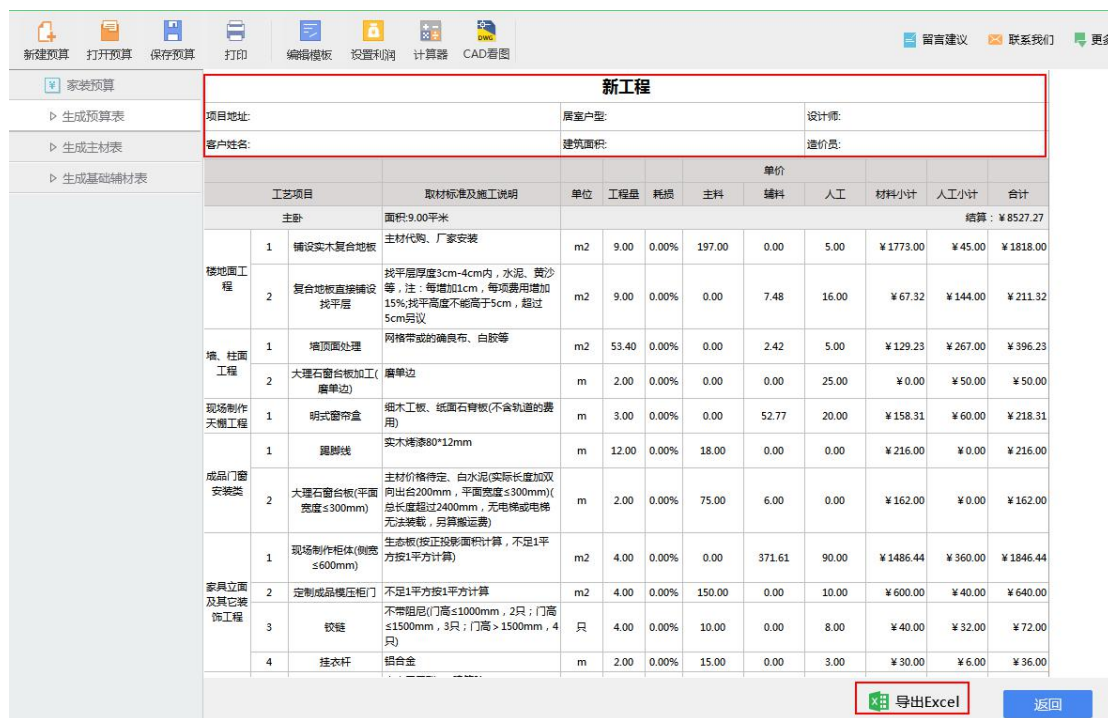 新建预算 打开预算 保存预算 打印 编辑模板 设置利润 计算器 CAD看图 留言建议 联系我们 更多
DWG
¥ 家装预算
生成预算表
生成主材表
生成基础辅材表
新工程
项目地址: 居室户型: 设计师:
客户姓名: 建筑面积: 造价员:
单价
工艺项目 取材标准及施工说明 单位 工程量 耗损 主料 辅料 人工 材料小计 人工小计 合计
主卧 面积:9.00平米 结算：¥8527.27
楼地面工
程
1 铺设实木复合地板 主材代购、厂家安装 m2 9.00 0.00% 197.00 0.00 5.00 ¥1773.00 ¥45.00 ¥1818.00
2 复合地板直接铺设
找平层
找平层厚度3cm-4cm内，水泥、黄沙
等，注：每增加1cm，每项费用增加
15%;找平高度不能高于5cm，超过
5cm另议
m2 9.00 0.00% 0.00 7.48 16.00 ¥67.32 ¥144.00 ¥211.32
墙、柱面
工程
1 墙顶面处理 网格带或的确良布、白胶等 m2 53.40 0.00% 0.00 2.42 5.00 ¥129.23 ¥267.00 ¥396.23
2 大理石窗台板加工(
磨单边)
磨单边 m 2.00 0.00% 0.00 0.00 25.00 ¥0.00 ¥50.00 ¥50.00
现场制作
天棚工程
1 明式窗帘盒 细木工板、纸面石膏板(不含轨道的费
用)
m 3.00 0.00% 0.00 52.77 20.00 ¥158.31 ¥60.00 ¥218.31
成品门窗
安装类
1 踢脚线 实木烤漆80*12mm m 12.00 0.00% 18.00 0.00 0.00 ¥216.00 ¥0.00 ¥216.00
2 大理石窗台板(平面
宽度≤300mm)
主材价格待定、白水泥(实际长度加双
向出台200mm，平面宽度≤300mm)(
总长度超过2400mm，无电梯或电梯
无法装载，另算搬运费)
m 2.00 0.00% 75.00 6.00 0.00 ¥162.00 ¥0.00 ¥162.00
家具立面
及其它装
饰工程
1 现场制作柜体(侧宽
≤600mm)
生态板(按正投影面积计算，不足1平
方按1平方计算)
m2 4.00 0.00% 0.00 371.61 90.00 ¥1486.44 ¥360.00 ¥1846.44
2 定制成品模压柜门 不足1平方按1平方计算 m2 4.00 0.00% 150.00 0.00 10.00 ¥600.00 ¥40.00 ¥640.00
3 铰链 不带阻尼(门高≤1000mm，2只；门高
≤1500mm，3只；门高＞1500mm，4
只)
只 4.00 0.00% 10.00 0.00 8.00 ¥40.00 ¥32.00 ¥72.00
4 挂衣杆 铝合金 m 2.00 0.00% 15.00 0.00 3.00 ¥30.00 ¥6.00 ¥36.00
导出Excel 返回